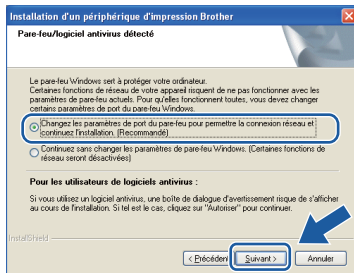 Installation d'un périphérique d'impression Brother
Pare-feu/logiciel antivirus détecté
Le pare-feu Windows sert à protéger votre ordinateur.
Certaines fonctions de réseau de votre appareil risquent de ne pas fonctionner avec les
paramètres de pare-feu actuels. Pour qu'elles fonctionnent toutes, vous devez changer
certains paramètres de port du pare-feu Windows.
Changez les paramètres de port du pare-feu pour permettre la connexion réseau et
continuez l'installation. (Recommandé)
Continuez sans changer les paramètres de pare-feu Windows. (Certaines fonctions de
réseau seront désactivées)
Pour les utilisateurs de logiciels antivirus :
Si vous utilisez un logiciel antivirus, une boîte de dialogue d'avertissement risque de s'afficher
au cours de l'installation. Si tel est le cas, cliquez sur "Autoriser" pour continuer.
InstallShield
< Précédent
Suivant >
Annuler